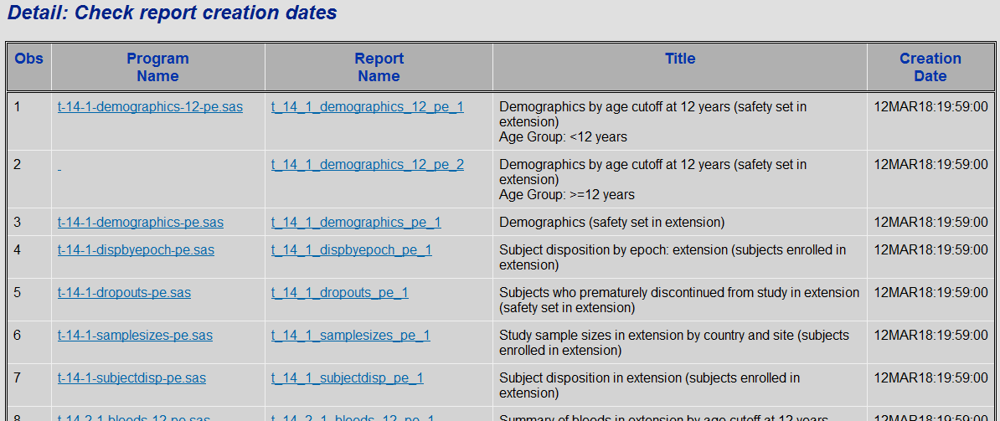 Detail: Check report creation dates
Obs Program Name Report Name Title Creation Date
1 t-14-1-demographics-12-pe.sas t_14_1_demographics_12_pe_1 Demographics by age cutoff at 12 years (safety set in 12MAR18:19:59:00
extension)
Age Group: <12 years
2 t_14_1_demographics_12_pe_2 Demographics by age cutoff at 12 years (safety set in 12MAR18:19:59:00
extension)
Age Group: >=12 years
3 t-14-1-demographics-pe.sas t_14_1_demographics_pe_1 Demographics (safety set in extension) 12MAR18:19:59:00
4 t-14-1-dispbyepoch-pe.sas t_14_1_dispbyepoch_pe_1 Subject disposition by epoch: extension (subjects enrolled in 12MAR18:19:59:00
extension)
5 t-14-1-dropouts-pe.sas t_14_1_dropouts_pe_1 Subjects who prematurely discontinued from study in extension 12MAR18:19:59:00
(safety set in extension)
6 t-14-1-samplesizes-pe.sas t_14_1_samplesizes_pe_1 Study sample sizes in extension by country and site (subjects 12MAR18:19:59:00
enrolled in extension)
7 t-14-1-subjectdisp-pe.sas t_14_1_subjectdisp_pe_1 Subject disposition in extension (subjects enrolled in 12MAR18:19:59:00
extension)
8 t-14-2-1-bleeds-12-pe.sas t_14_2_1_bleeds_12_pe_1 Summary of bleeds in extension by age cutoff at 12 years 12MAR18:19:59:00